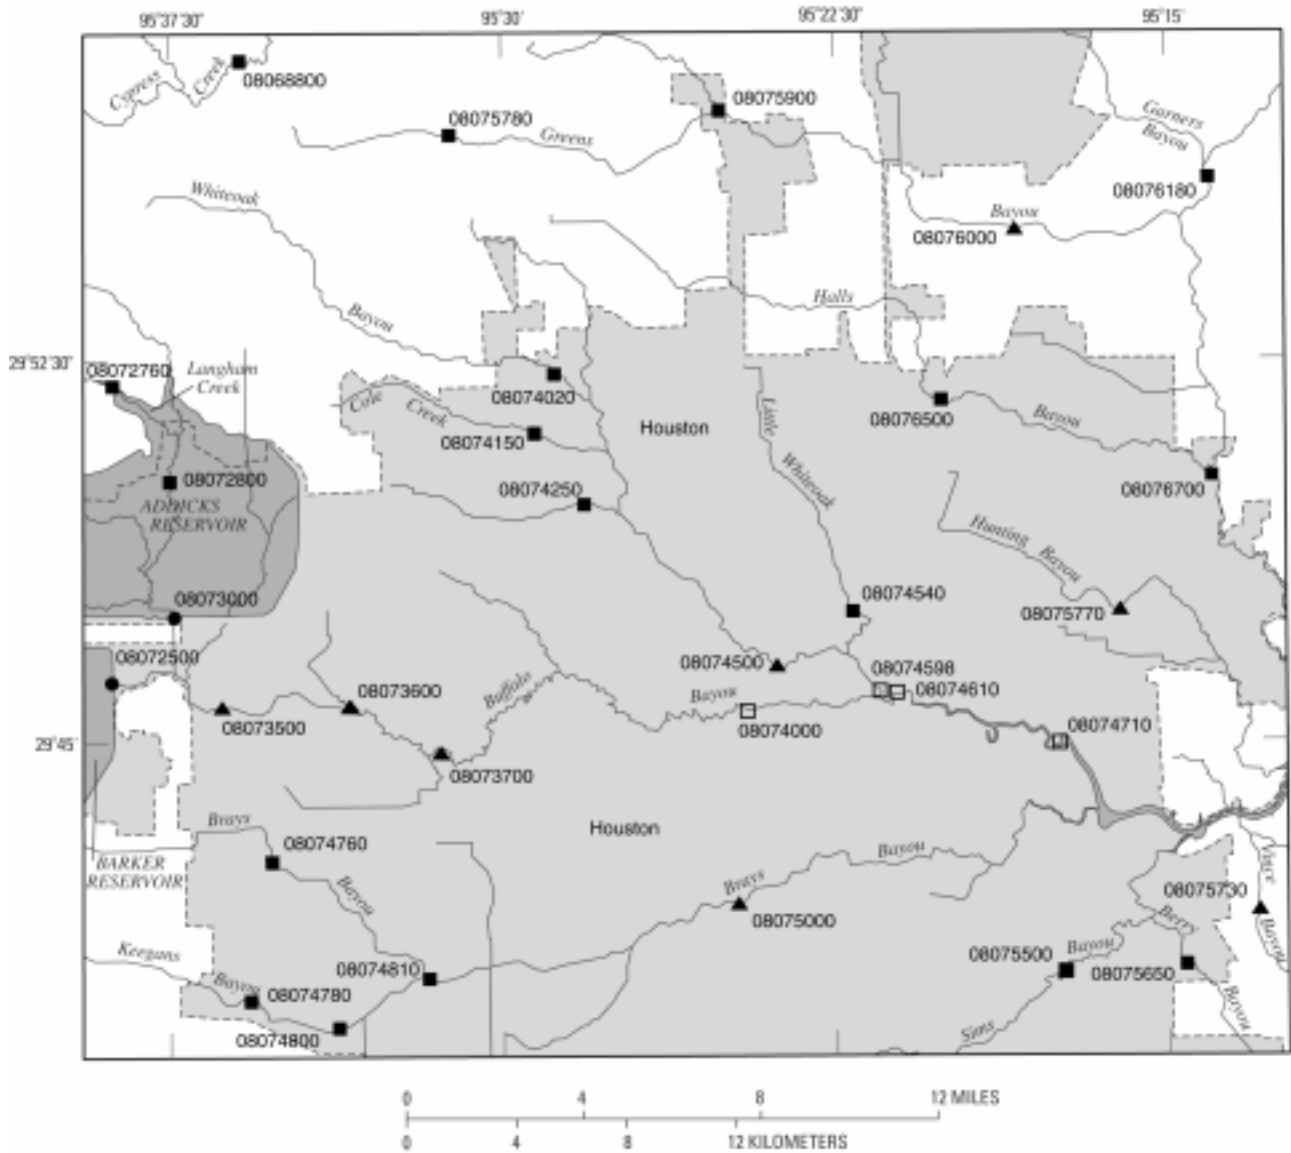 95°37'30"
95°30'
95°22'30"
95°15'
Cypress
Creek
08068800
08075780
Greens
08075900
Garners
Bayou
08076180
Whiteoak
Bayou
08076000
Bayou
Halls
29°52'30"
08072760
Langham
Creek
08074020
Cole
Creek
08074150
Houston
Little
Whiteoak
08076500
Bayou
08072800
ADDICKS
RESERVOIR
08074250
08076700
Hunting
Bayou
08073000
08074540
08075770
08072500
08074500
08074598
08074610
08073600
Buffalo
Bayou
08073500
08074000
08074710
29°45'
08073700
Houston
Brays
08074760
Bayou
BARKER
RESERVOIR
Bayou
Brays
08075000
Vince
08075730
Bayou
Berry
Keegans
Bayou
08074810
08074780
08074800
08075500
Bayou
08075650
Bayou
Sims
0 4 8 12 MILES
0 4 8 12 KILOMETERS